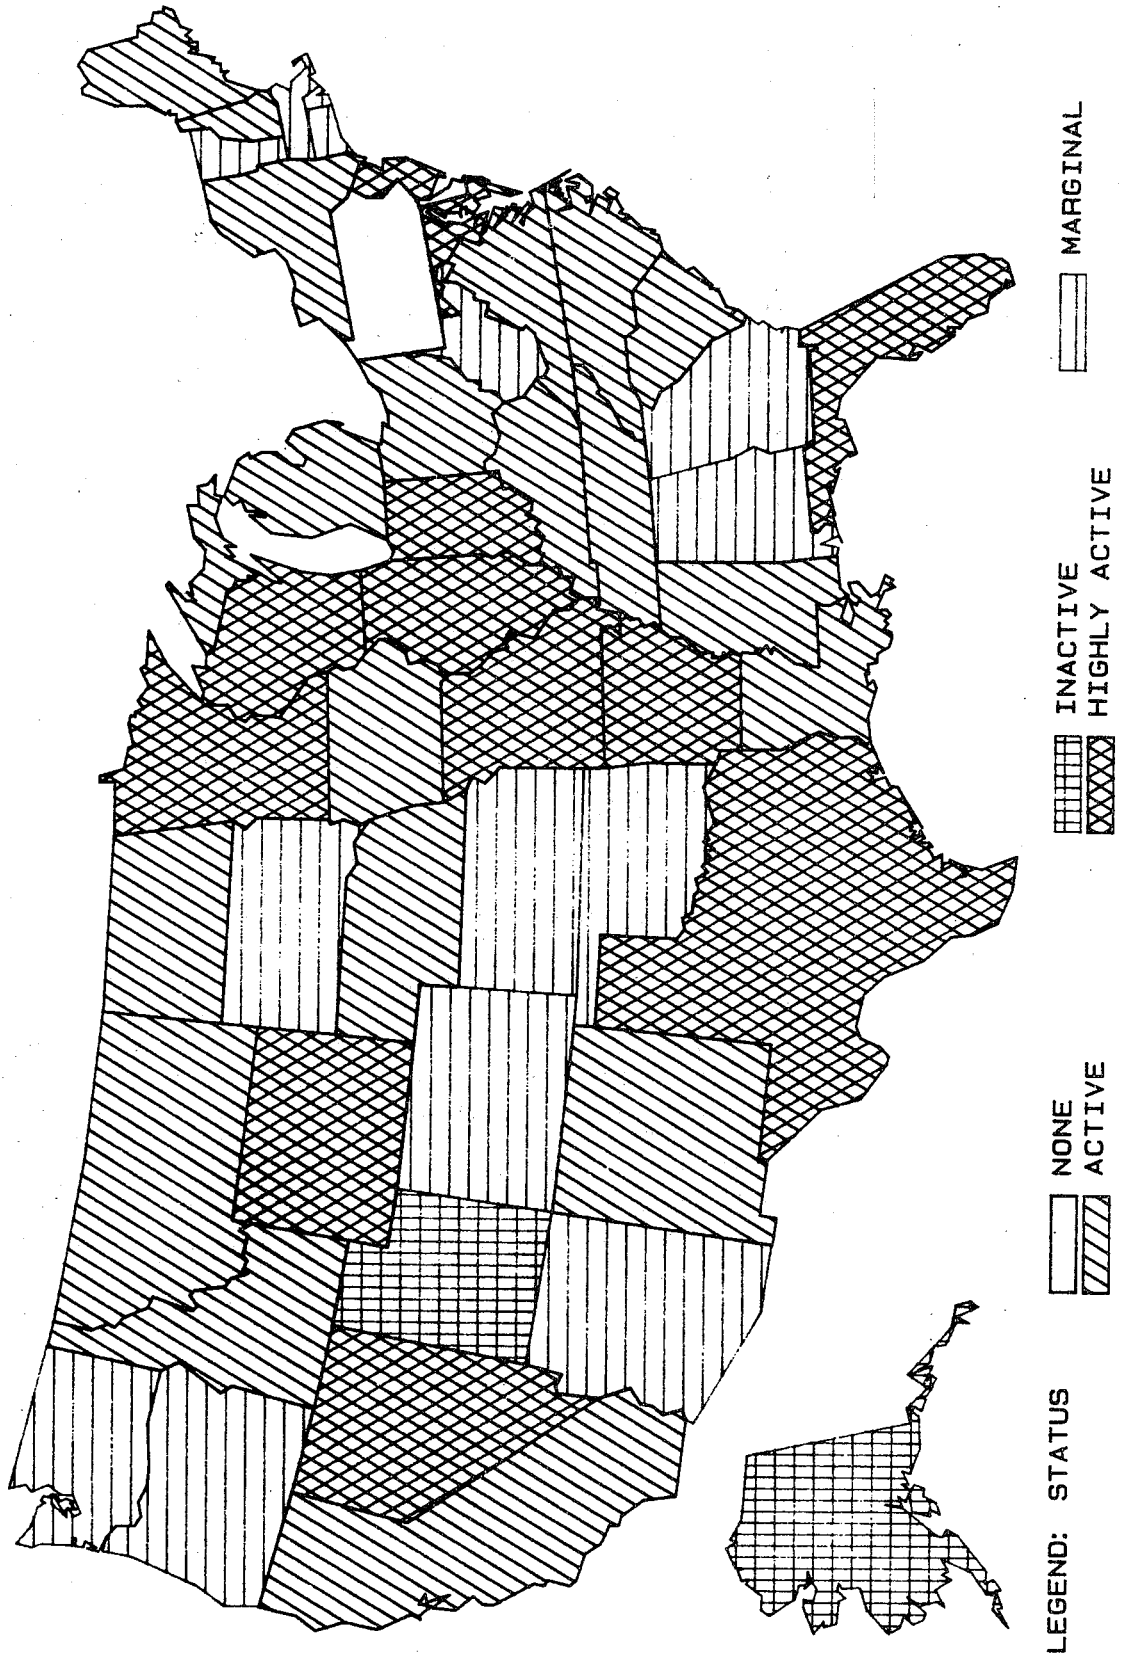 LEGEND: STATUS
NONE
INACTIVE
MARGINAL
ACTIVE
HIGHLY ACTIVE